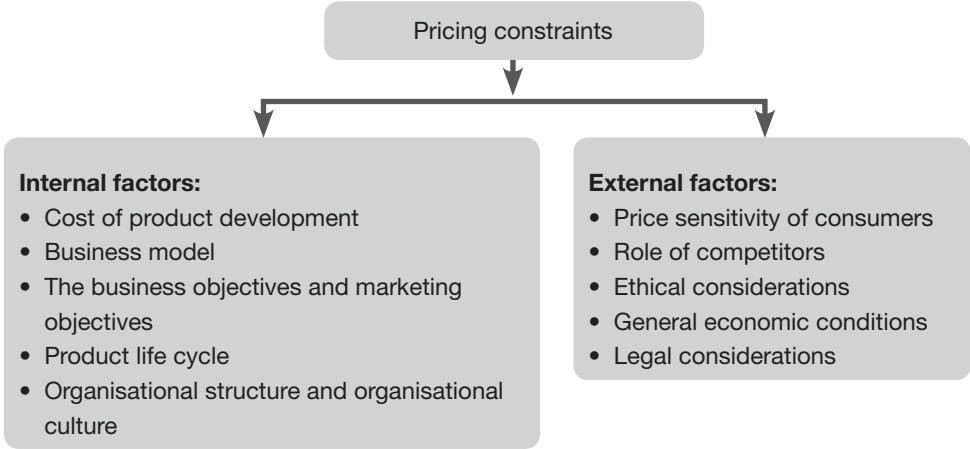 Pricing constraints
Internal factors:
• Cost of product development
• Business model
• The business objectives and marketing
objectives
• Product life cycle
• Organisational structure and organisational
culture
External factors:
• Price sensitivity of consumers
• Role of competitors
• Ethical considerations
• General economic conditions
• Legal considerations